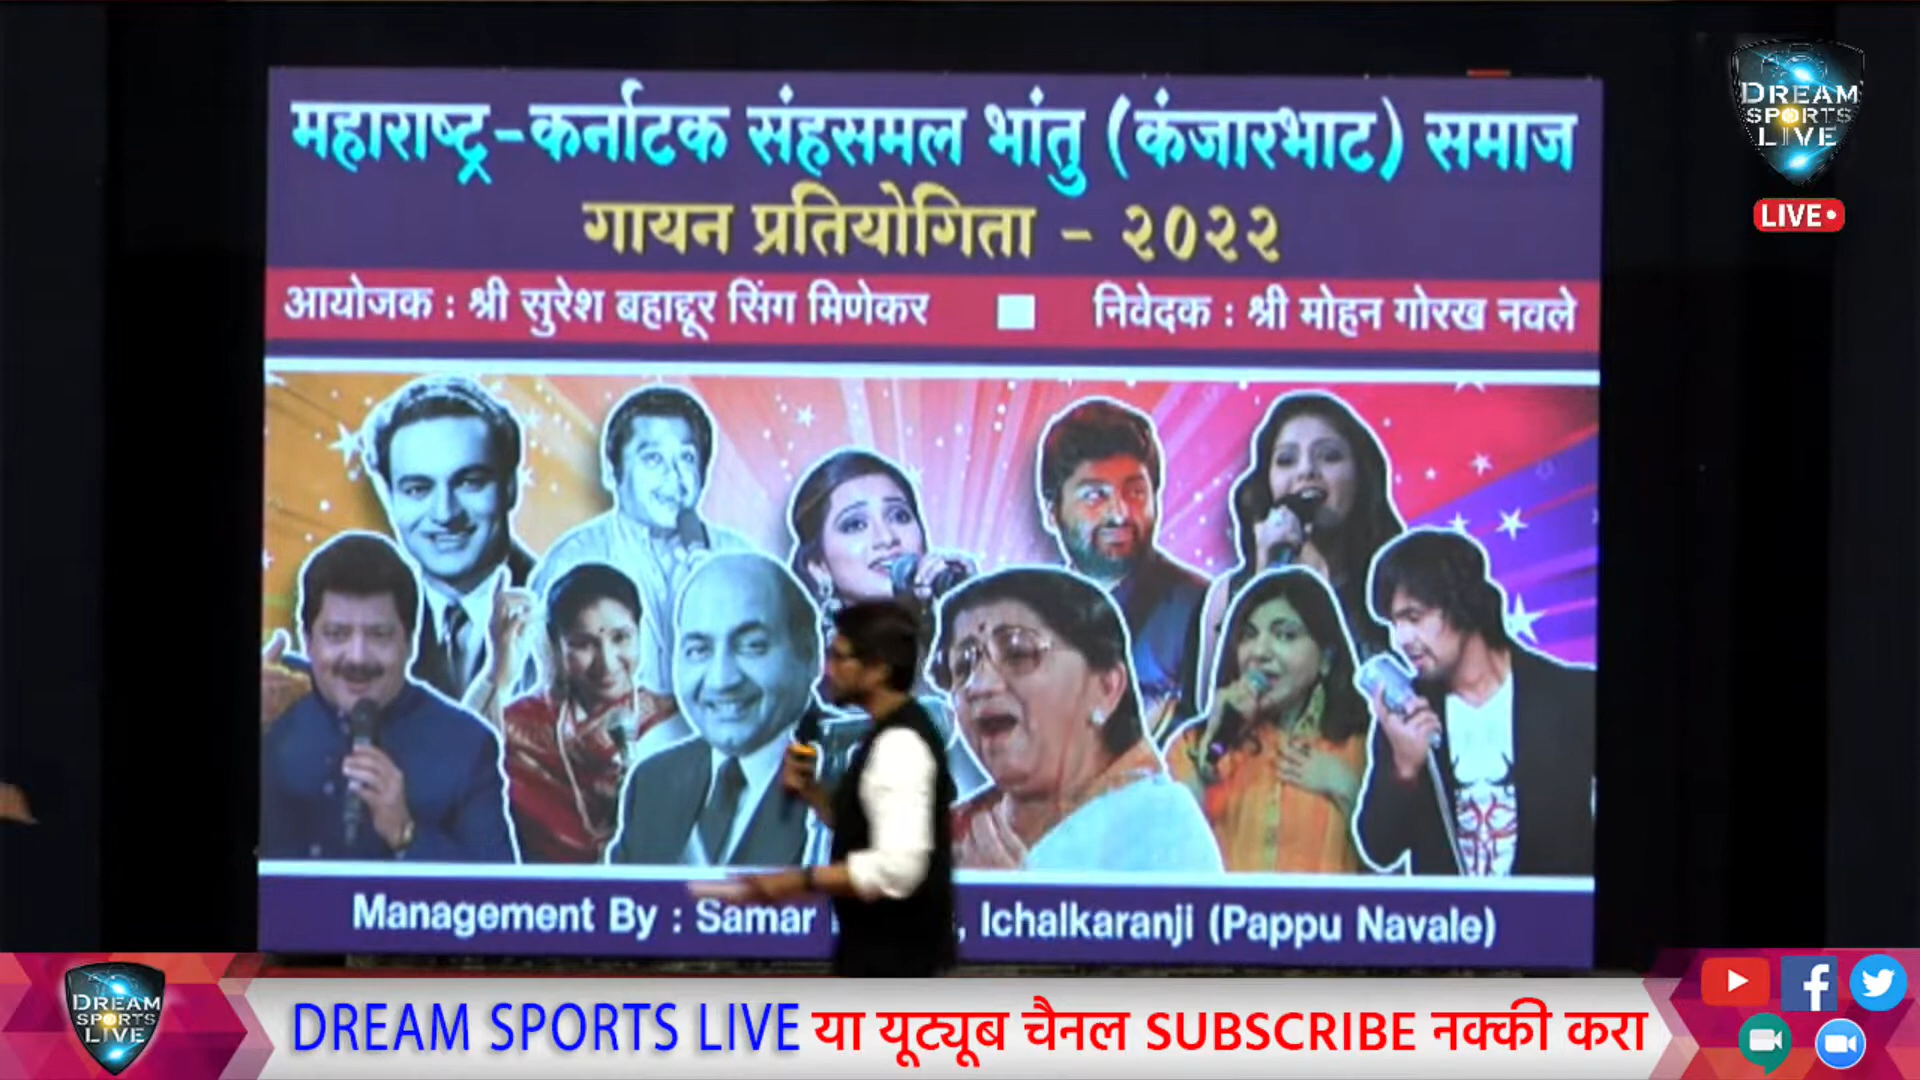 महाराष्ट्र-कर्नाटक संहसमल भांतु (कंजारभाट) समाज
गायन प्रतियोगिता - २०२२
आयोजक : श्री सुरेश बहाद्दूर सिंग मिणेकर
निवेदक : श्री मोहन गोरख नवले
DREAM
SPORTS
LIVE
LIVE
Management By : Samar , Ichalkaranji (Pappu Navale)
DREAM
SPORTS
LIVE
DREAM SPORTS LIVE या यूट्यूब चैनल SUBSCRIBE नक्की करा